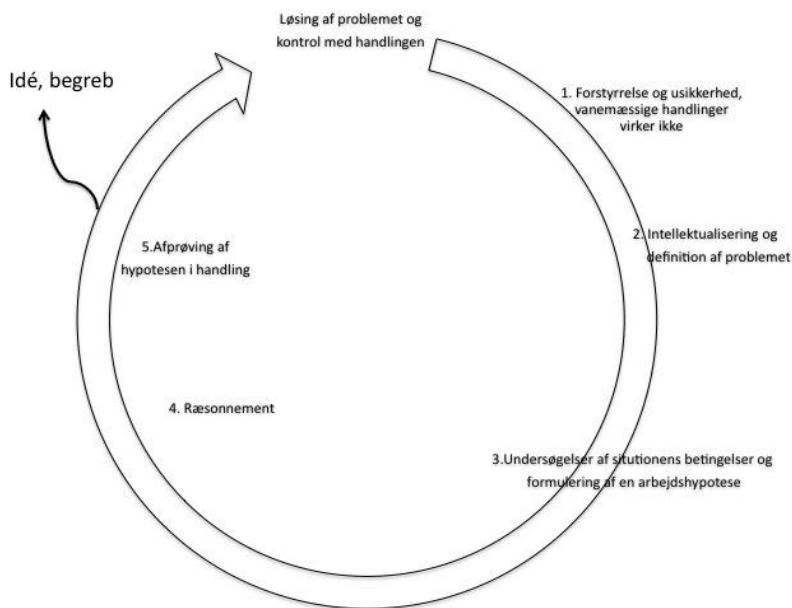 Løsing af problemet og
kontrol med handlingen
Idé, begreb
1. Forstyrrelse og usikkerhed,
vanemæssige handlinger
virker ikke
2. Intellektualisering og
definition af problemet
3.Undersøgelser af situtionens betingelser og
formulering af en arbejdshypotese
4. Ræsonnement
5.Afprøving af
hypotesen i handling